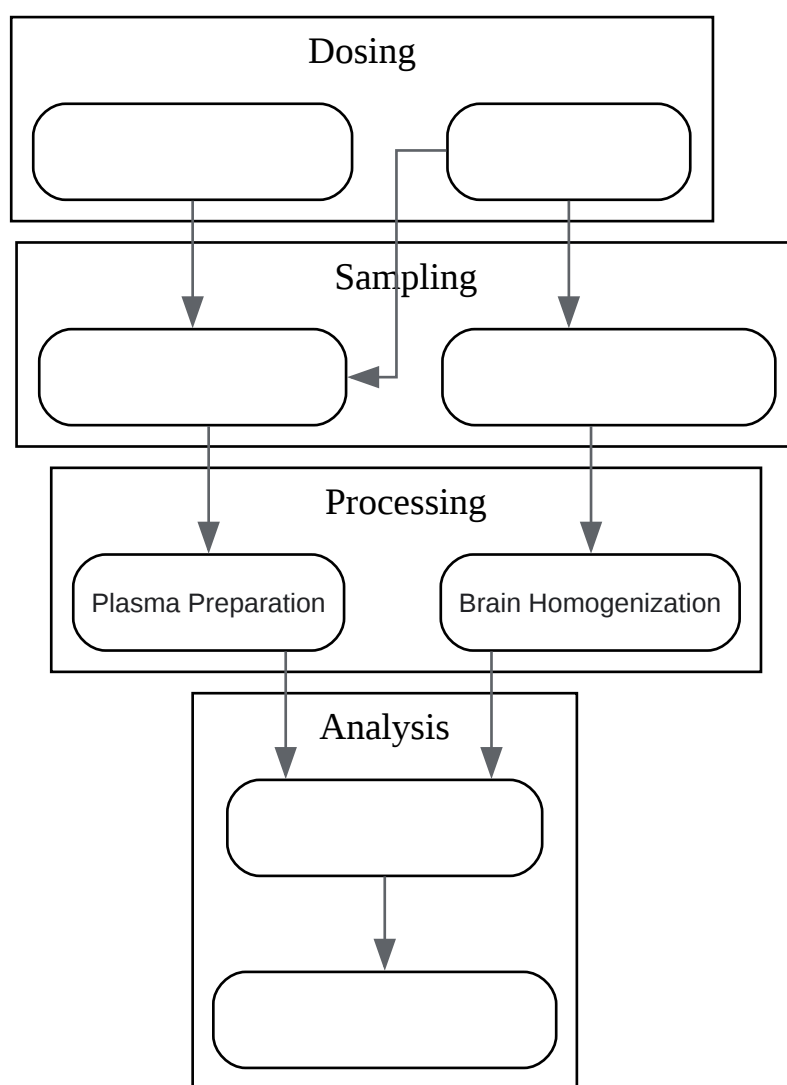 Dosing
Sampling
Processing
Plasma Preparation
Brain Homogenization
Analysis